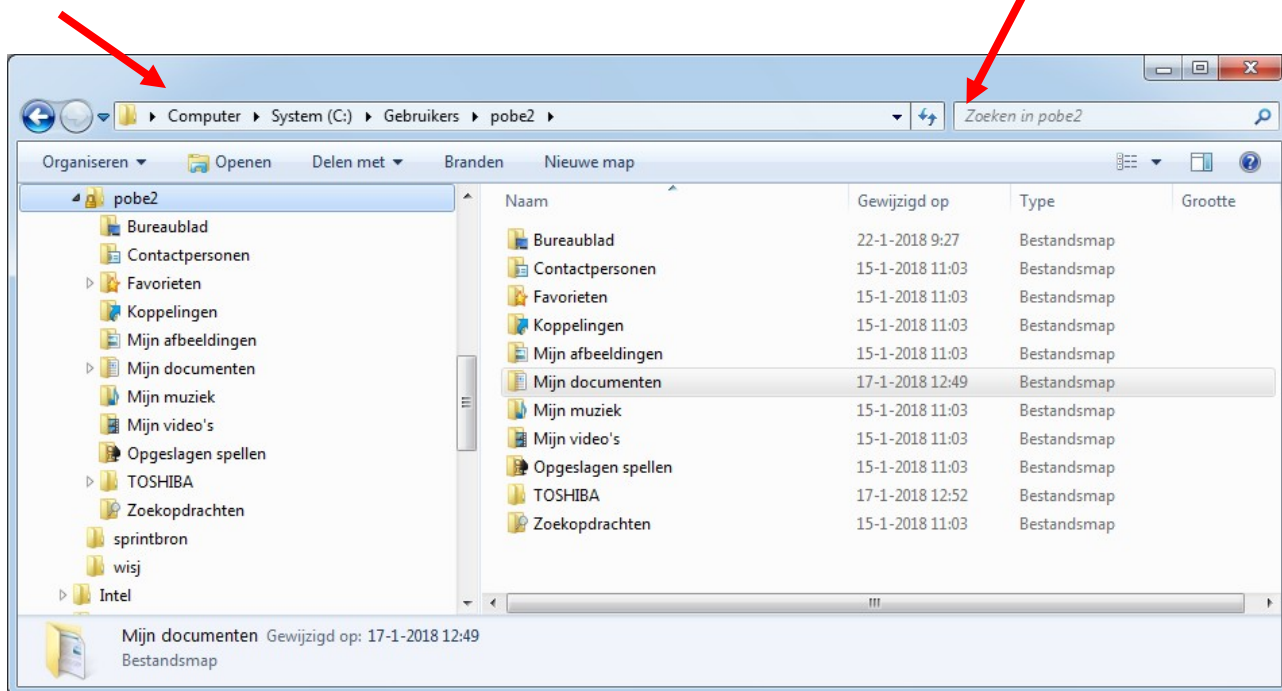 Computer System (C:) Gebruikers pobe2 Zoeken in pobe2
Organiseren Openen Delen met Branden Nieuwe map
pobe2
Bureaublad
Contactpersonen
Favorieten
Koppelingen
Mijn afbeeldingen
Mijn documenten
Mijn muziek
Mijn video's
Opgeslagen spellen
TOSHIBA
Zoekopdrachten
sprintbron
wisj
Intel
Naam Gewijzigd op Type Grootte
Bureaublad 22-1-2018 9:27 Bestandsmap
Contactpersonen 15-1-2018 11:03 Bestandsmap
Favorieten 15-1-2018 11:03 Bestandsmap
Koppelingen 15-1-2018 11:03 Bestandsmap
Mijn afbeeldingen 15-1-2018 11:03 Bestandsmap
Mijn documenten 17-1-2018 12:49 Bestandsmap
Mijn muziek 15-1-2018 11:03 Bestandsmap
Mijn video's 15-1-2018 11:03 Bestandsmap
Opgeslagen spellen 15-1-2018 11:03 Bestandsmap
TOSHIBA 17-1-2018 12:52 Bestandsmap
Zoekopdrachten 15-1-2018 11:03 Bestandsmap
Mijn documenten Gewijzigd op: 17-1-2018 12:49
Bestandsmap